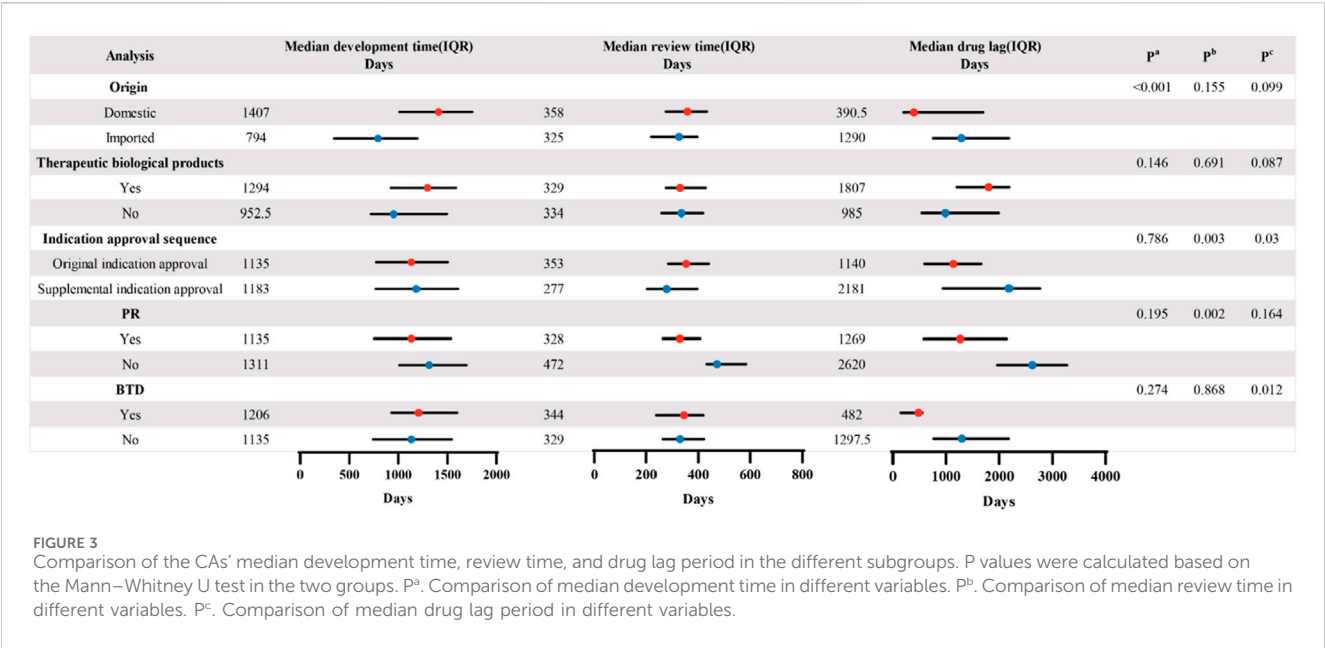 Analysis Median development time(IQR) Days Median review time(IQR) Days Median drug lag(IQR) Days Pᵃ Pᵇ Pᶜ
Origin <0.001 0.155 0.099
Domestic 1407 358 390.5
Imported 794 325 1290
Therapeutic biological products 0.146 0.691 0.087
Yes 1294 329 1807
No 952.5 334 985
Indication approval sequence 0.786 0.003 0.03
Original indication approval 1135 353 1140
Supplemental indication approval 1183 277 2181
PR 0.195 0.002 0.164
Yes 1135 328 1269
No 1311 472 2620
BTD 0.274 0.868 0.012
Yes 1206 344 482
No 1135 329 1297.5
0 500 1000 1500 2000 0 200 400 600 800 0 1000 2000 3000 4000
Days Days Days
FIGURE 3
Comparison of the CAs’ median development time, review time, and drug lag period in the different subgroups. P values were calculated based on
the Mann–Whitney U test in the two groups. Pᵃ. Comparison of median development time in different variables. Pᵇ. Comparison of median review time in
different variables. Pᶜ. Comparison of median drug lag period in different variables.